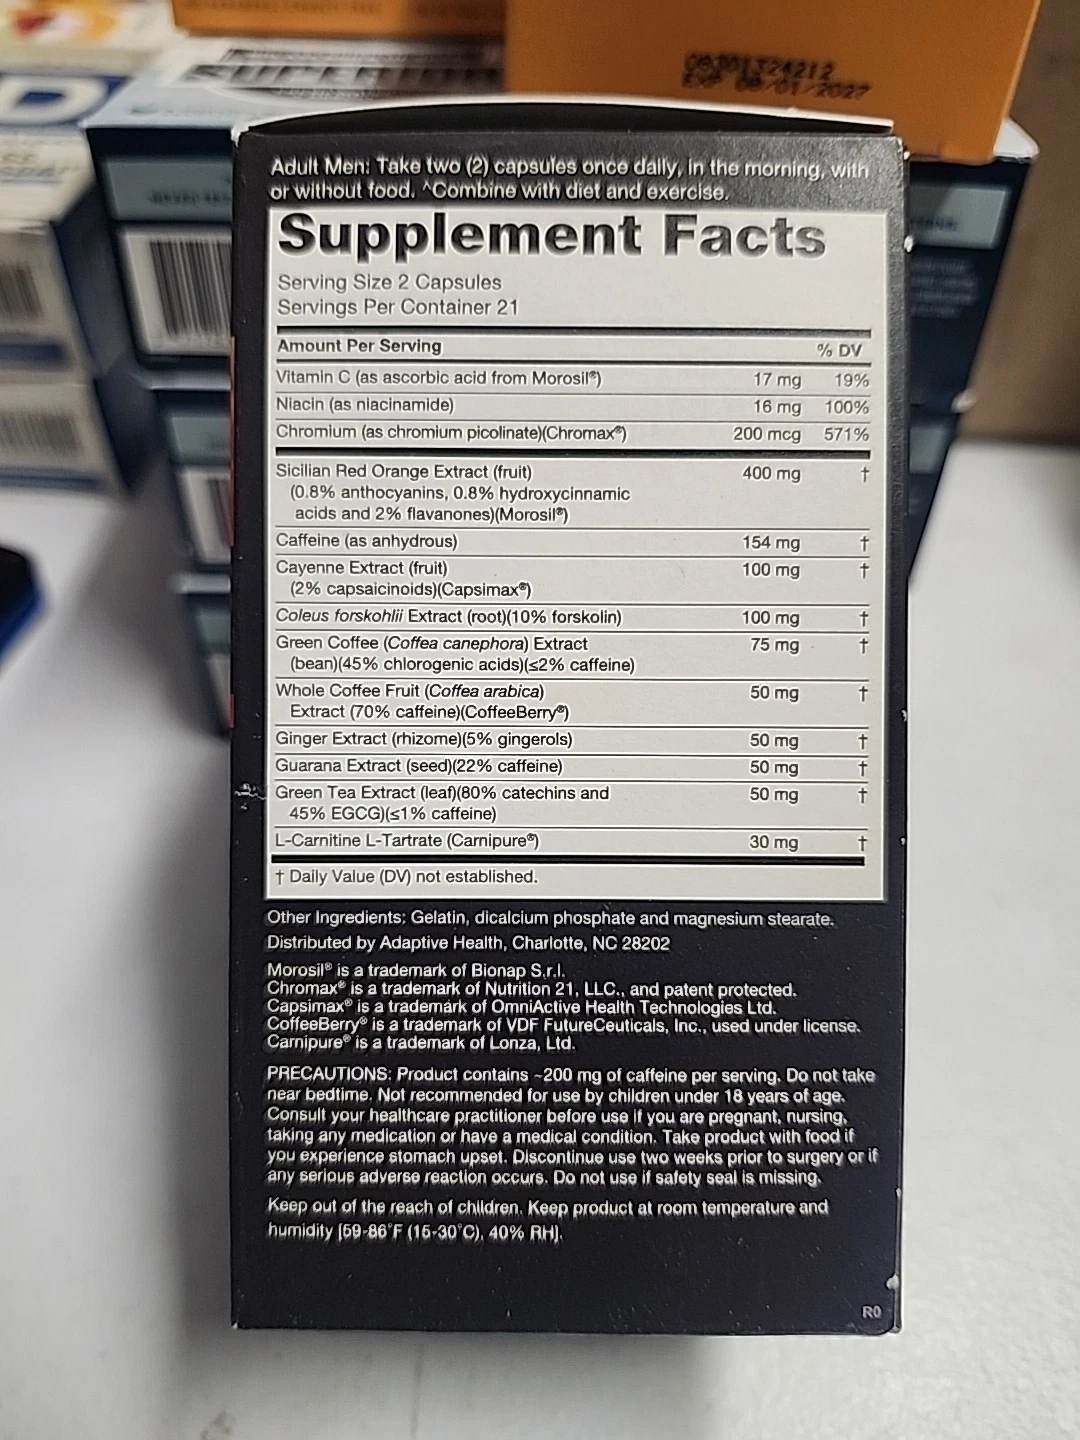 EXP 08/01/2027
Adult Men: Take two (2) capsules once daily, in the morning, with
or without food. ^Combine with diet and exercise.
Supplement Facts
Serving Size 2 Capsules
Servings Per Container 21
Amount Per Serving % DV
Vitamin C (as ascorbic acid from Morosil®) 17 mg 19%
Niacin (as niacinamide) 16 mg 100%
Chromium (as chromium picolinate)(Chromax®) 200 mcg 571%
Sicilian Red Orange Extract (fruit) 400 mg †
(0.8% anthocyanins, 0.8% hydroxycinnamic
acids and 2% flavanones)(Morosil®)
Caffeine (as anhydrous) 154 mg †
Cayenne Extract (fruit) 100 mg †
(2% capsaicinoids)(Capsimax®)
Coleus forskohlii Extract (root)(10% forskolin) 100 mg †
Green Coffee (Coffea canephora) Extract 75 mg †
(bean)(45% chlorogenic acids)(≤2% caffeine)
Whole Coffee Fruit (Coffea arabica) 50 mg †
Extract (70% caffeine)(CoffeeBerry®)
Ginger Extract (rhizome)(5% gingerols) 50 mg †
Guarana Extract (seed)(22% caffeine) 50 mg †
Green Tea Extract (leaf)(80% catechins and 50 mg †
45% EGCG)(≤1% caffeine)
L-Carnitine L-Tartrate (Carnipure®) 30 mg †
† Daily Value (DV) not established.
Other Ingredients: Gelatin, dicalcium phosphate and magnesium stearate.
Distributed by Adaptive Health, Charlotte, NC 28202
Morosil® is a trademark of Bionap S.r.l.
Chromax® is a trademark of Nutrition 21, LLC., and patent protected.
Capsimax® is a trademark of OmniActive Health Technologies Ltd.
CoffeeBerry® is a trademark of VDF FutureCeuticals, Inc., used under license.
Carnipure® is a trademark of Lonza, Ltd.
PRECAUTIONS: Product contains ~200 mg of caffeine per serving. Do not take
near bedtime. Not recommended for use by children under 18 years of age.
Consult your healthcare practitioner before use if you are pregnant, nursing,
taking any medication or have a medical condition. Take product with food if
you experience stomach upset. Discontinue use two weeks prior to surgery or if
any serious adverse reaction occurs. Do not use if safety seal is missing.
Keep out of the reach of children. Keep product at room temperature and
humidity [59-86°F (15-30°C), 40% RH].
R0